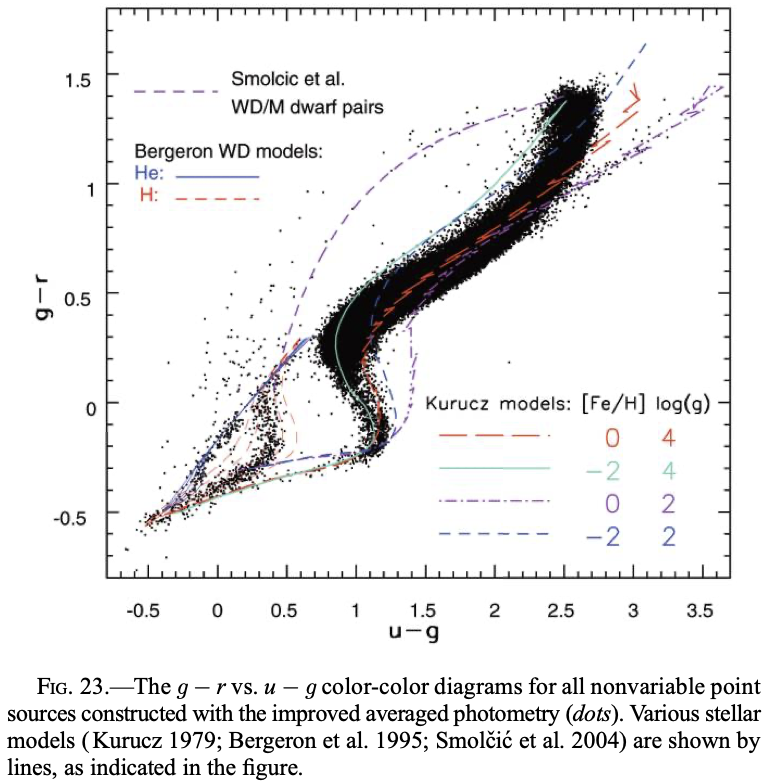 1.5
1
0.5
0
-0.5
g-r
Smolcic et al.
WD/M dwarf pairs
Bergeron WD models:
He:
H:
Kurucz models: [Fe/H] log(g)
0 4
-2 4
0 2
-2 2
-0.5 0 0.5 1 1.5 2 2.5 3 3.5
u-g
FIG. 23.—The g − r vs. u − g color-color diagrams for all nonvariable point
sources constructed with the improved averaged photometry (dots). Various stellar
models (Kurucz 1979; Bergeron et al. 1995; Smolčić et al. 2004) are shown by
lines, as indicated in the figure.